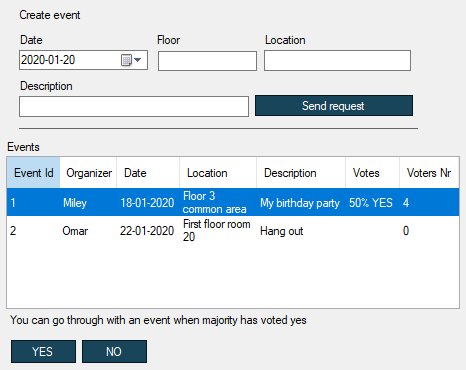 Create event
Date Floor Location
2020-01-20
Description
Send request
Events
Event Id Organizer Date Location Description Votes Voters Nr
1 Miley 18-01-2020 Floor 3 common area My birthday party 50% YES 4
2 Omar 22-01-2020 First floor room 20 Hang out 0
You can go through with an event when majority has voted yes
YES NO